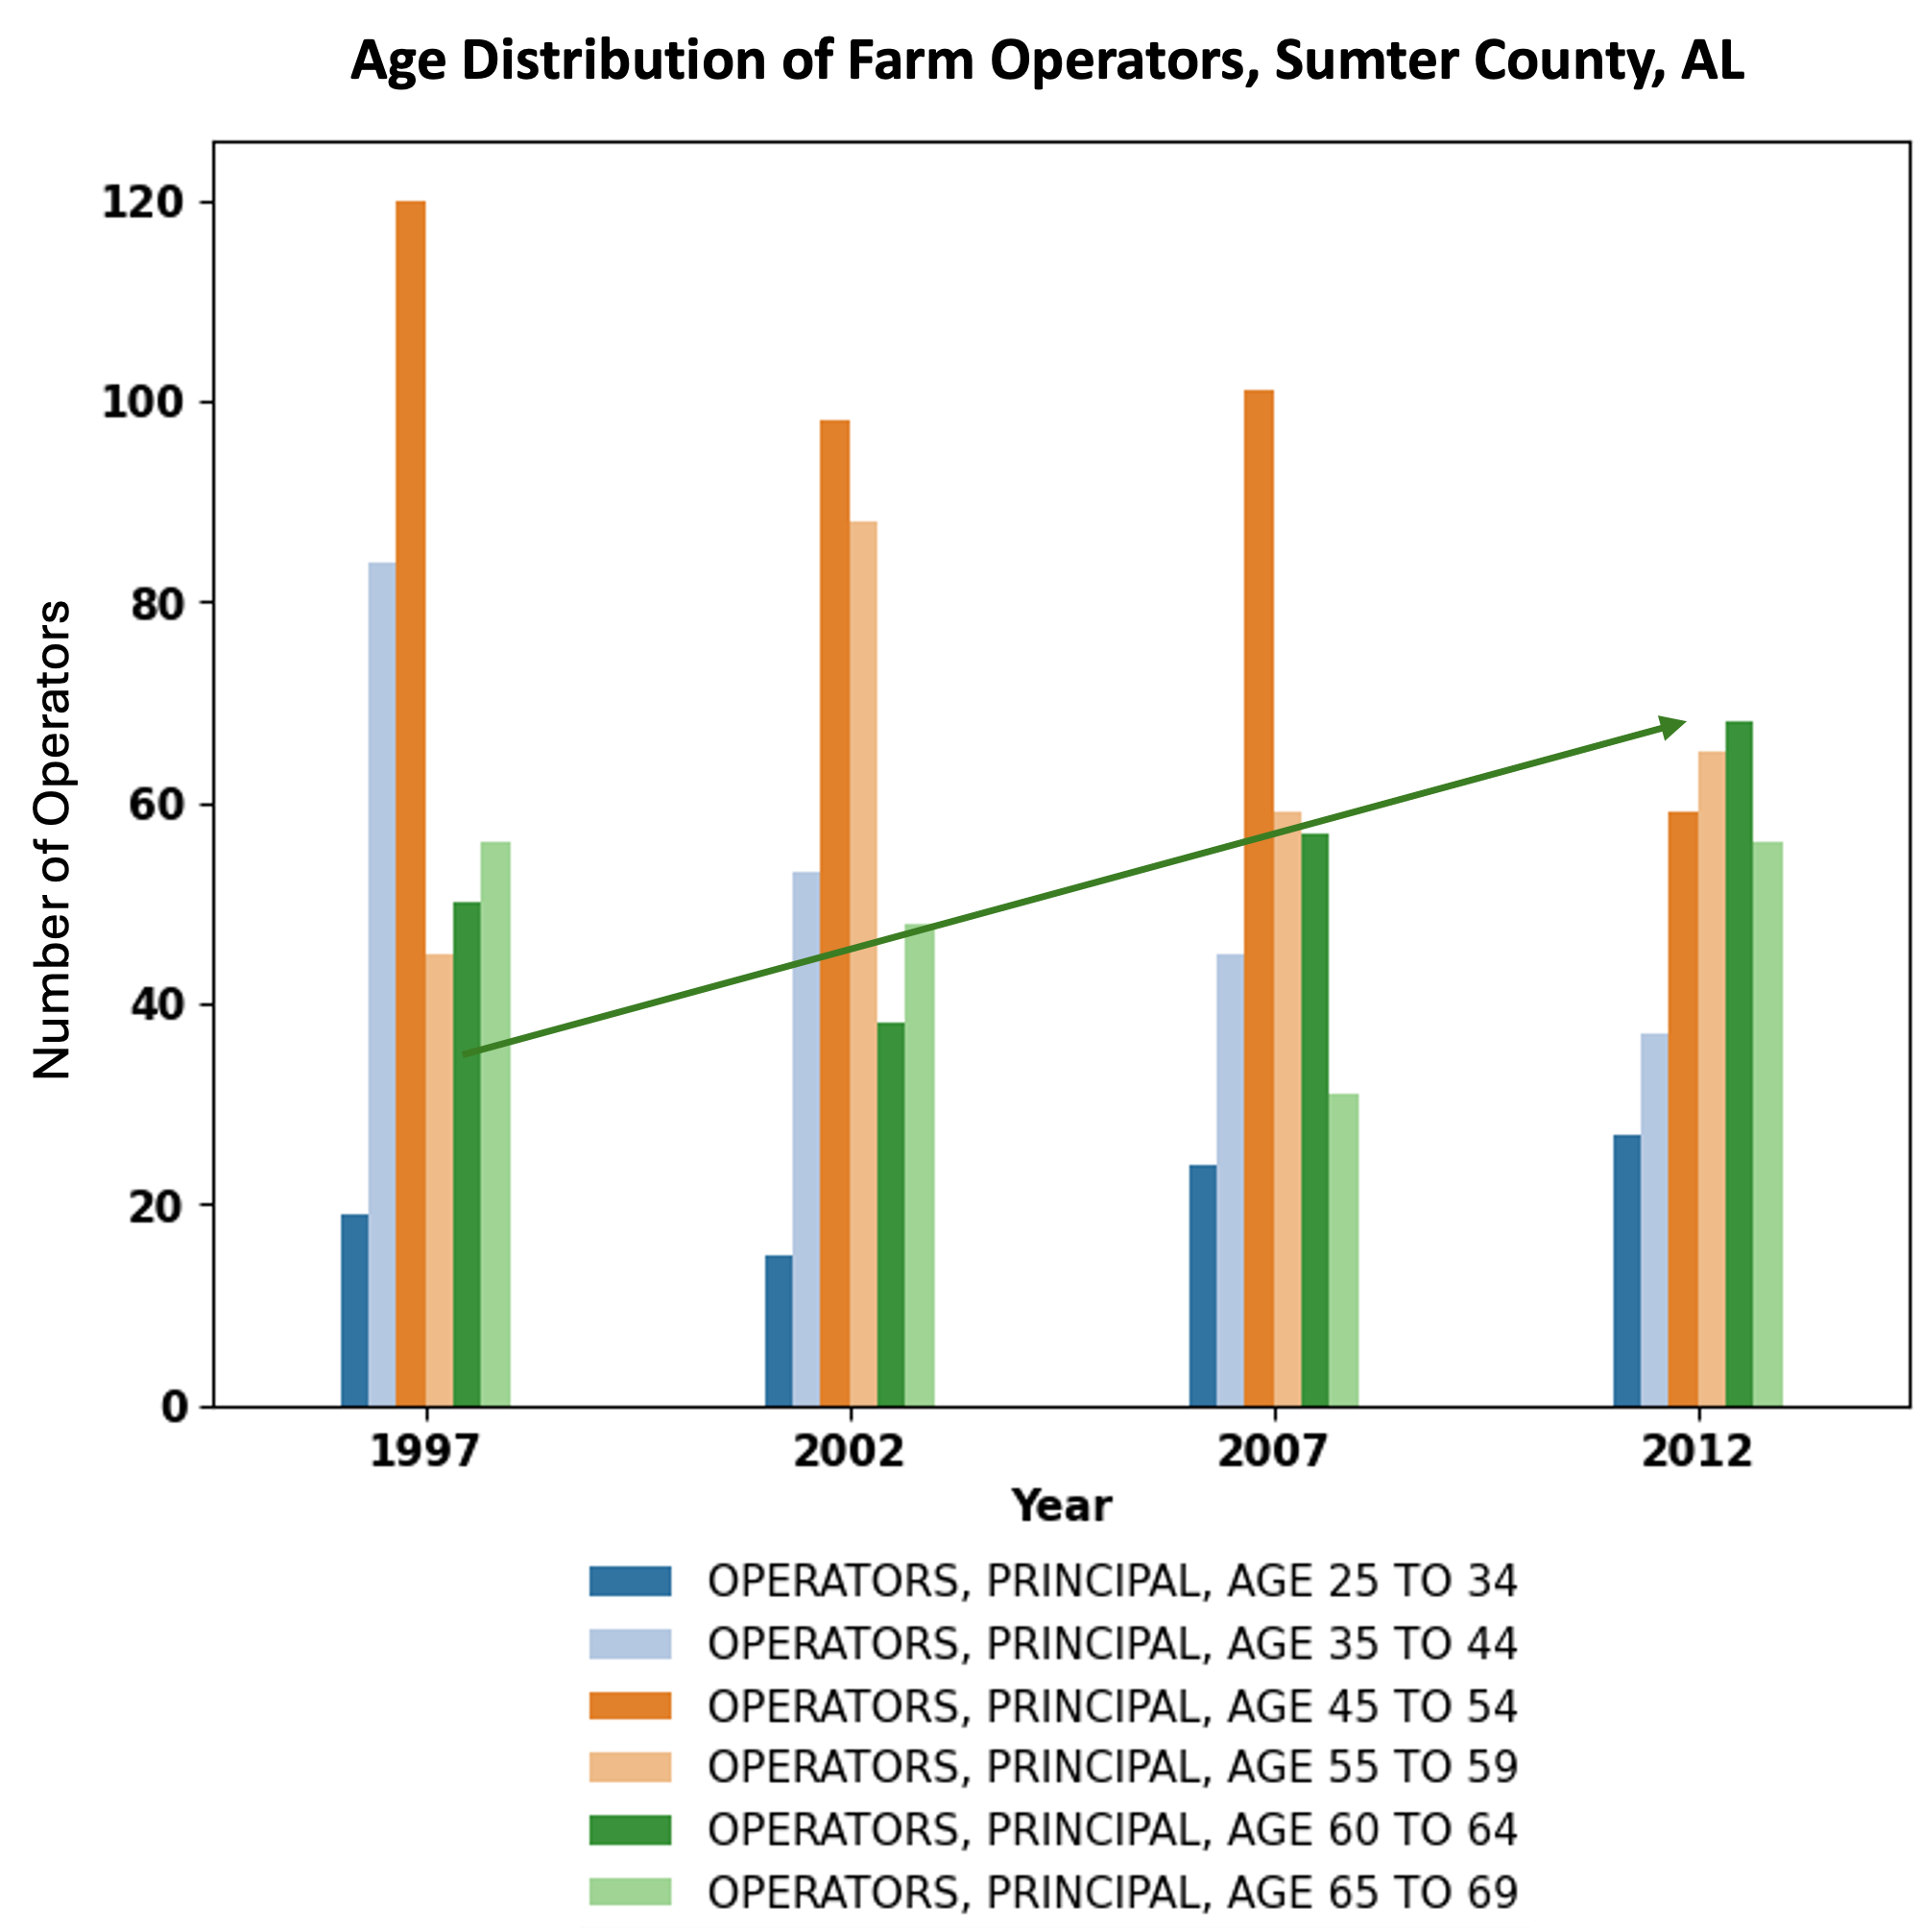 Age Distribution of Farm Operators, Sumter County, AL
120
100
80
60
40
20
0
Number of Operators
1997 2002 2007 2012
Year
OPERATORS, PRINCIPAL, AGE 25 TO 34
OPERATORS, PRINCIPAL, AGE 35 TO 44
OPERATORS, PRINCIPAL, AGE 45 TO 54
OPERATORS, PRINCIPAL, AGE 55 TO 59
OPERATORS, PRINCIPAL, AGE 60 TO 64
OPERATORS, PRINCIPAL, AGE 65 TO 69